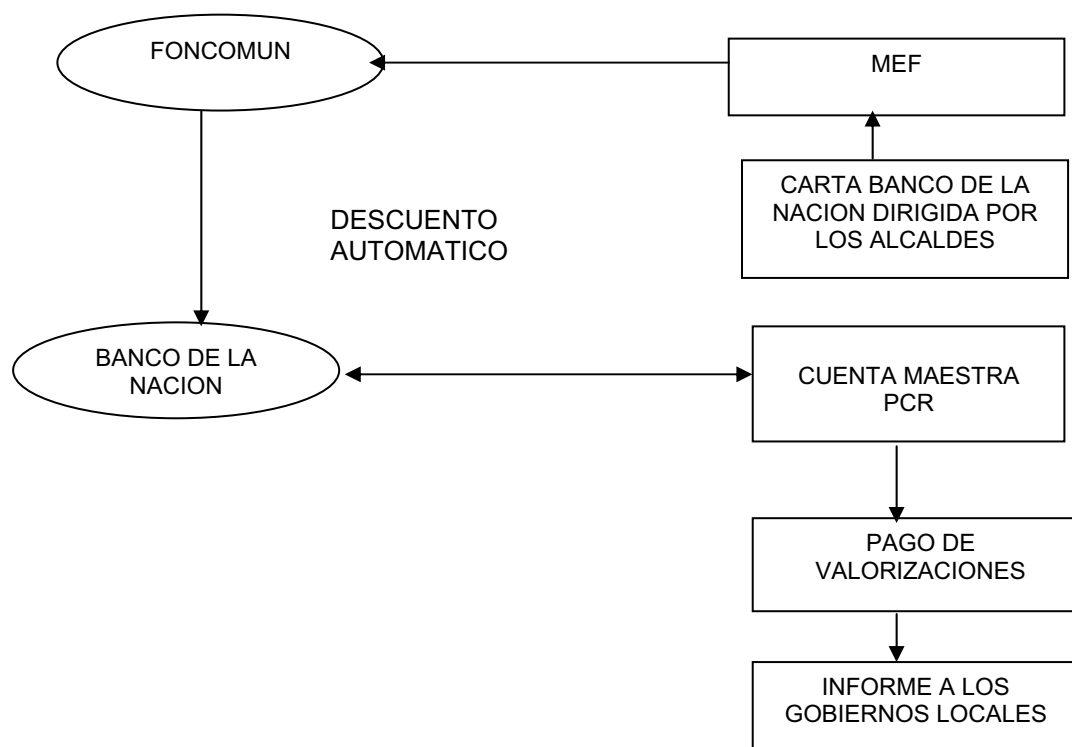 FONCOMUN
MEF
CARTA BANCO DE LA
NACION DIRIGIDA POR
LOS ALCALDES
DESCUENTO
AUTOMATICO
BANCO DE LA
NACION
CUENTA MAESTRA
PCR
PAGO DE
VALORIZACIONES
INFORME A LOS
GOBIERNOS LOCALES